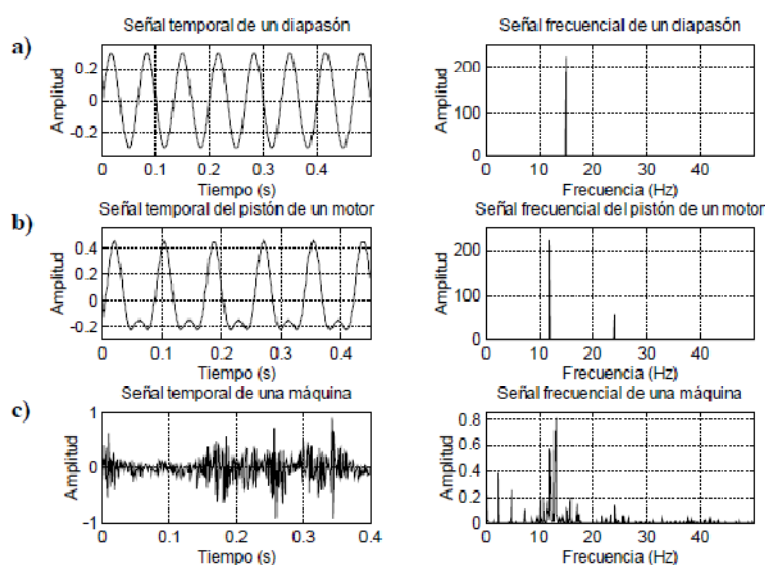 a)
Señal temporal de un diapasón
Amplitud
0.2
0
-0.2
0 0.1 0.2 0.3 0.4
Tiempo (s)
Señal frecuencial de un diapasón
Amplitud
200
100
0
0 10 20 30 40
Frecuencia (Hz)
b)
Señal temporal del pistón de un motor
Amplitud
0.4
0.2
0
-0.2
0 0.1 0.2 0.3 0.4
Tiempo (s)
Señal frecuencial del pistón de un motor
Amplitud
200
100
0
0 10 20 30 40
Frecuencia (Hz)
c)
Señal temporal de una máquina
Amplitud
1
0
-1
0 0.1 0.2 0.3 0.4
Tiempo (s)
Señal frecuencial de una máquina
Amplitud
0.8
0.6
0.4
0.2
0
0 10 20 30 40
Frecuencia (Hz)